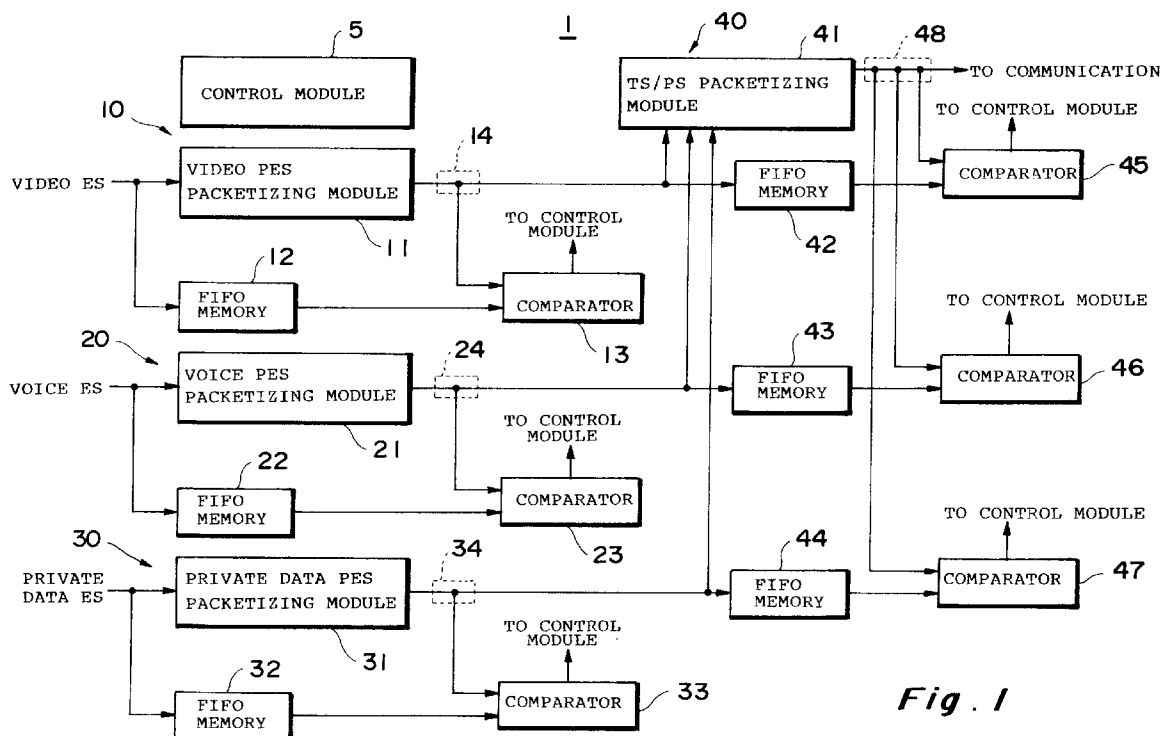 1
5
CONTROL MODULE
10
VIDEO ES
VIDEO PES
PACKETIZING MODULE
11
14
12
FIFO
MEMORY
TO CONTROL
MODULE
COMPARATOR
13
20
VOICE ES
VOICE PES
PACKETIZING MODULE
21
24
22
FIFO
MEMORY
TO CONTROL
MODULE
COMPARATOR
23
30
PRIVATE
DATA ES
PRIVATE DATA PES
PACKETIZING MODULE
31
34
32
FIFO
MEMORY
TO CONTROL
MODULE
COMPARATOR
33
40
41
TS/PS PACKETIZING
MODULE
48
TO COMMUNICATION
TO CONTROL MODULE
FIFO
MEMORY
42
COMPARATOR
45
TO CONTROL MODULE
43
FIFO
MEMORY
COMPARATOR
46
TO CONTROL MODULE
44
FIFO
MEMORY
COMPARATOR
47
Fig. 1